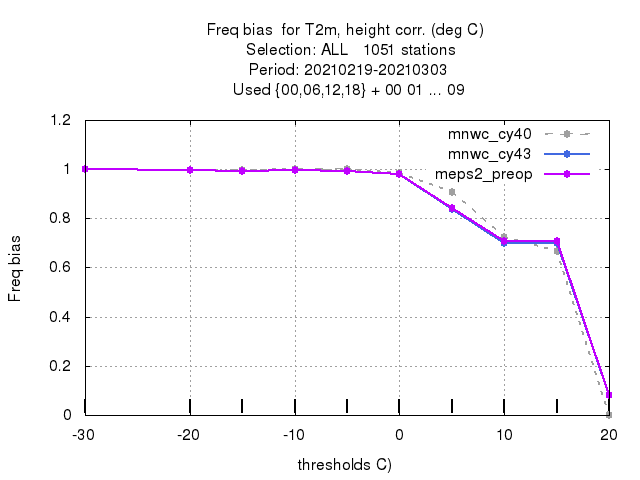 Freq bias  for T2m, height corr. (deg C)
Selection: ALL   1051 stations
Period: 20210219-20210303
Used {00,06,12,18} + 00 01 ... 09
mnwc_cy40
mnwc_cy43
meps2_preop
1.2
1
0.8
0.6
0.4
0.2
0
Freq bias
-30
-20
-10
0
10
20
thresholds C)